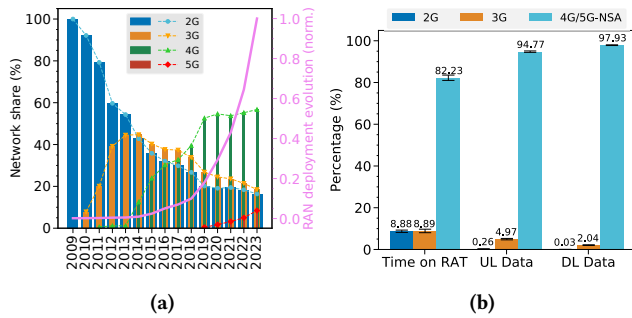 2G
3G
4G
5G
Network share (%)
100
80
60
40
20
0
RAN deployment evolution (norm.)
1.0
0.8
0.6
0.4
0.2
0.0
2009
2010
2011
2012
2013
2014
2015
2016
2017
2018
2019
2020
2021
2022
2023
(a)
2G 3G 4G/5G-NSA
Percentage (%)
100
80
60
40
20
0
8.88 8.89 82.23
0.26 4.97 94.77
0.03 2.04 97.93
Time on RAT UL Data DL Data
(b)